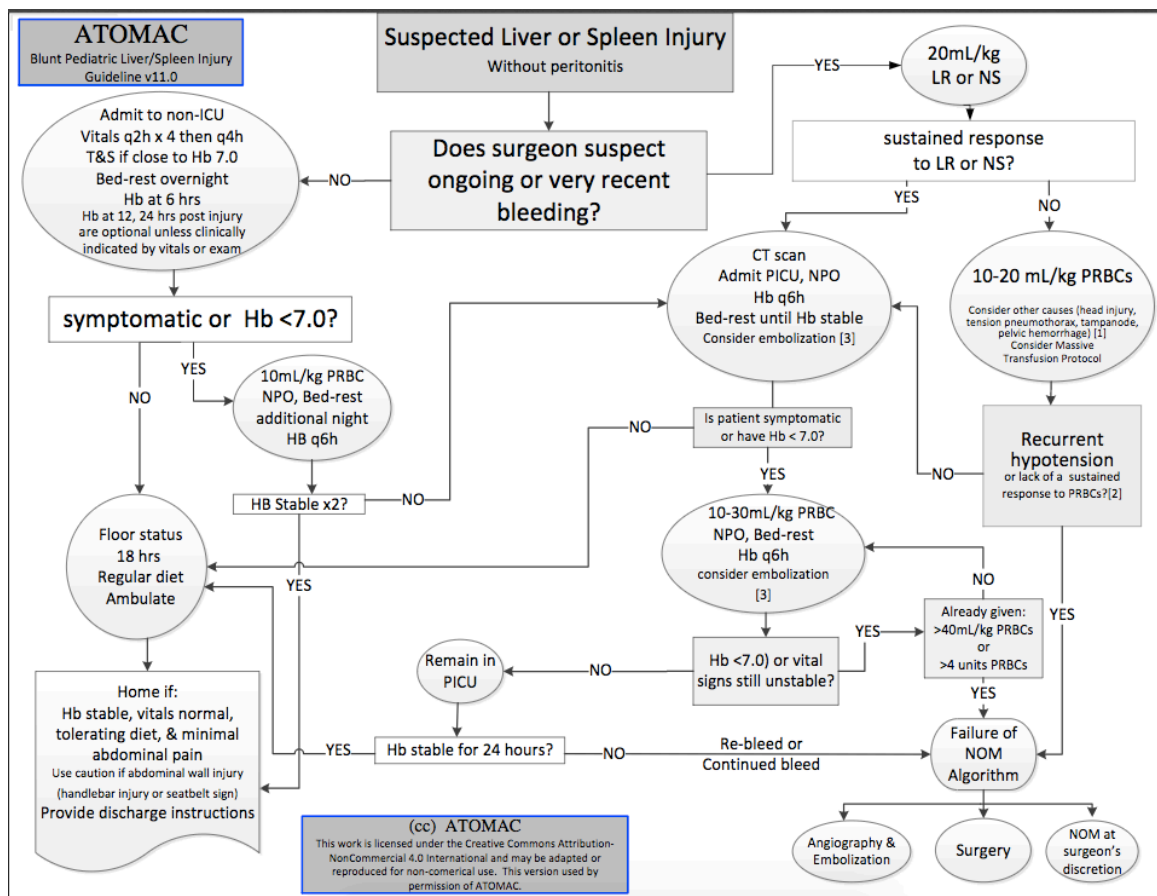 ATOMAC
Blunt Pediatric Liver/Spleen Injury
Guideline v11.0
Suspected Liver or Spleen Injury
Without peritonitis
YES
20mL/kg
LR or NS
Admit to non-ICU
Vitals q2h x 4 then q4h
T&S if close to Hb 7.0
Bed-rest overnight
Hb at 6 hrs
Hb at 12, 24 hrs post injury
are optional unless clinically
indicated by vitals or exam
NO
Does surgeon suspect
ongoing or very recent
bleeding?
sustained response
to LR or NS?
YES
NO
CT scan
Admit PICU, NPO
Hb q6h
Bed-rest until Hb stable
Consider embolization [3]
10-20 mL/kg PRBCs
Consider other causes (head injury,
tension pneumothorax, tampanode,
pelvic hemorrhage) [1]
Consider Massive
Transfusion Protocol
symptomatic or Hb <7.0?
NO
YES
10mL/kg PRBC
NPO, Bed-rest
additional night
HB q6h
Is patient symptomatic
or have Hb < 7.0?
NO
YES
Recurrent
hypotension
or lack of a sustained
response to PRBCs?[2]
NO
YES
HB Stable x2?
NO
YES
Floor status
18 hrs
Regular diet
Ambulate
10-30mL/kg PRBC
NPO, Bed-rest
Hb q6h
consider embolization
[3]
NO
Already given:
>40mL/kg PRBCs
or
>4 units PRBCs
YES
YES
Hb <7.0) or vital
signs still unstable?
NO
Remain in
PICU
Home if:
Hb stable, vitals normal,
tolerating diet, & minimal
abdominal pain
Use caution if abdominal wall injury
(handlebar injury or seatbelt sign)
Provide discharge instructions
YES
Hb stable for 24 hours?
NO
Re-bleed or
Continued bleed
Failure of
NOM
Algorithm
Angiography &
Embolization
Surgery
NOM at
surgeon's
discretion
(cc) ATOMAC
This work is licensed under the Creative Commons Attribution-
NonCommercial 4.0 International and may be adapted or
reproduced for non-comerical use. This version used by
permission of ATOMAC.